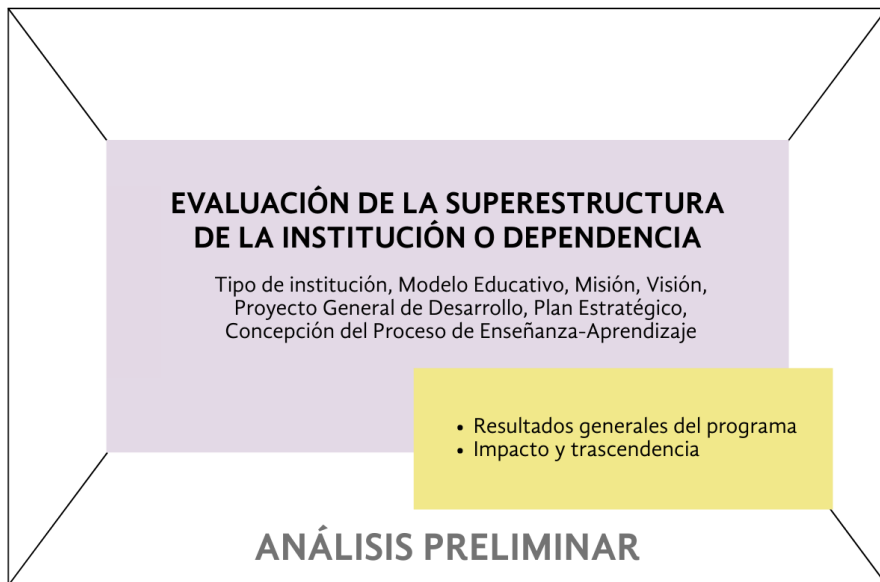 EVALUACIÓN DE LA SUPERESTRUCTURA
DE LA INSTITUCIÓN O DEPENDENCIA
Tipo de institución, Modelo Educativo, Misión, Visión,
Proyecto General de Desarrollo, Plan Estratégico,
Concepción del Proceso de Enseñanza-Aprendizaje
• Resultados generales del programa
• Impacto y trascendencia
ANÁLISIS PRELIMINAR